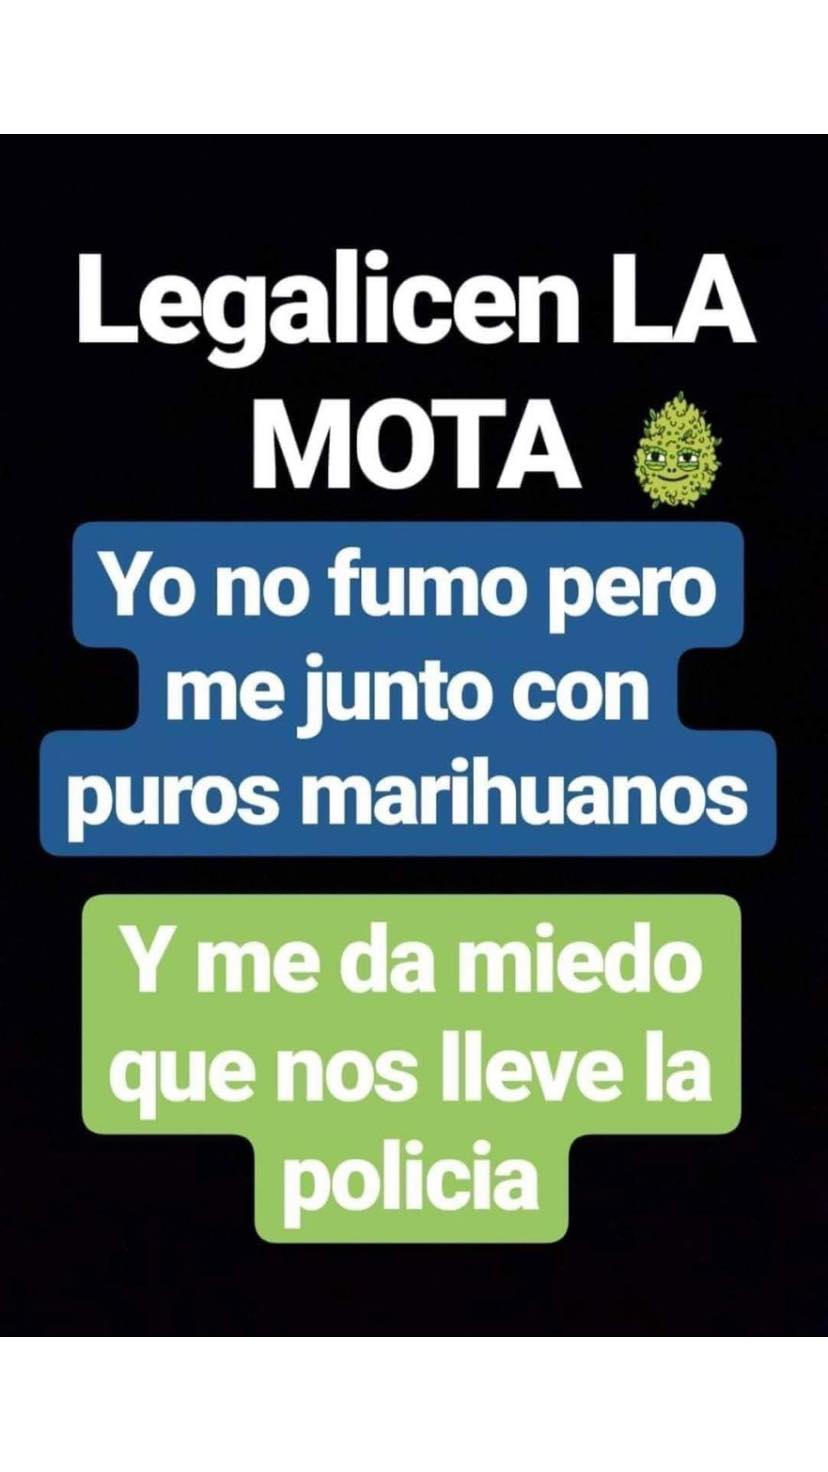 Legalicen LA
MOTA
Yo no fumo pero
me junto con
puros marihuanos
Y me da miedo
que nos lleve la
policia